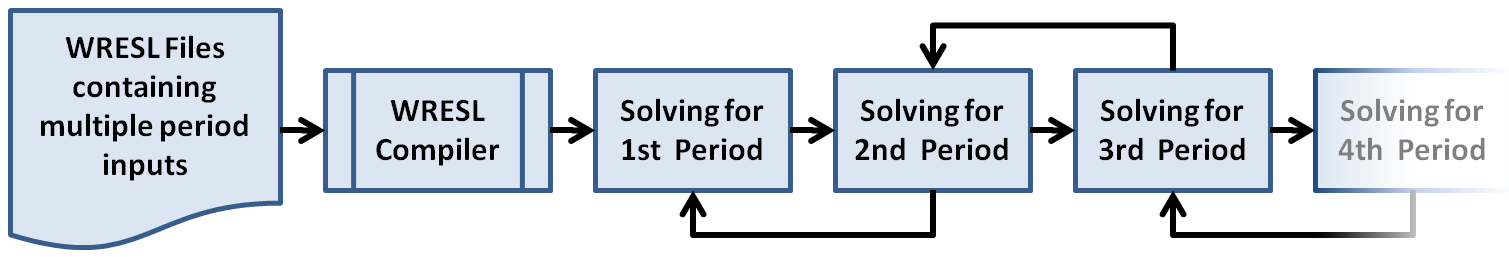 WRESL Files
containing
multiple period
inputs
WRESL
Compiler
Solving for
1st Period
Solving for
2nd Period
Solving for
3rd Period
Solving for
4th Period